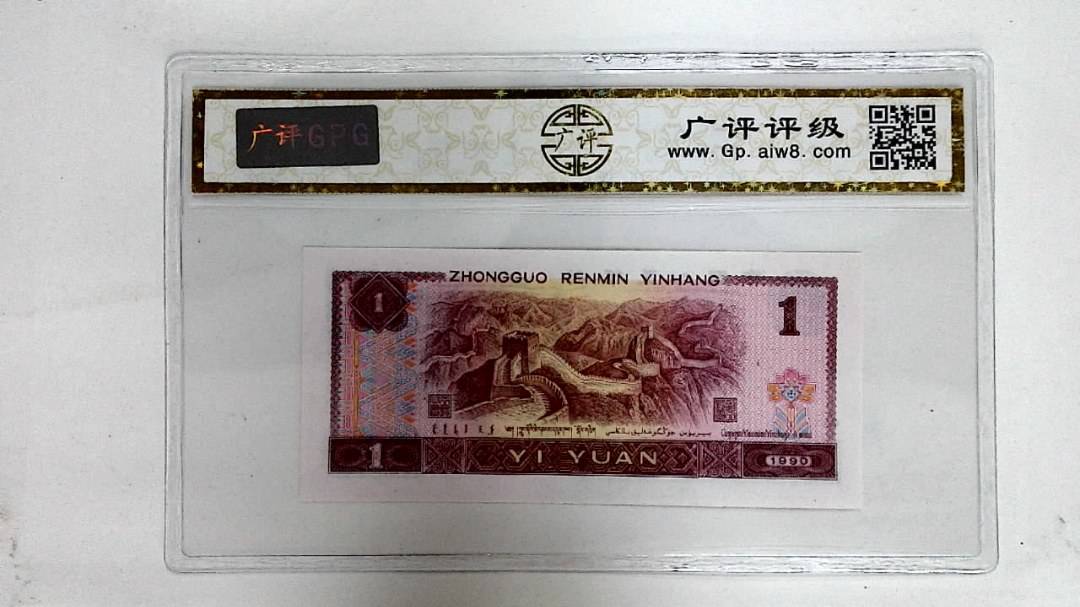 广评GPG
广评
广评评级
www. Gp. aiw8. com
ZHONGGUO RENMIN YINHANG
1
1
1
YI YUAN
1990